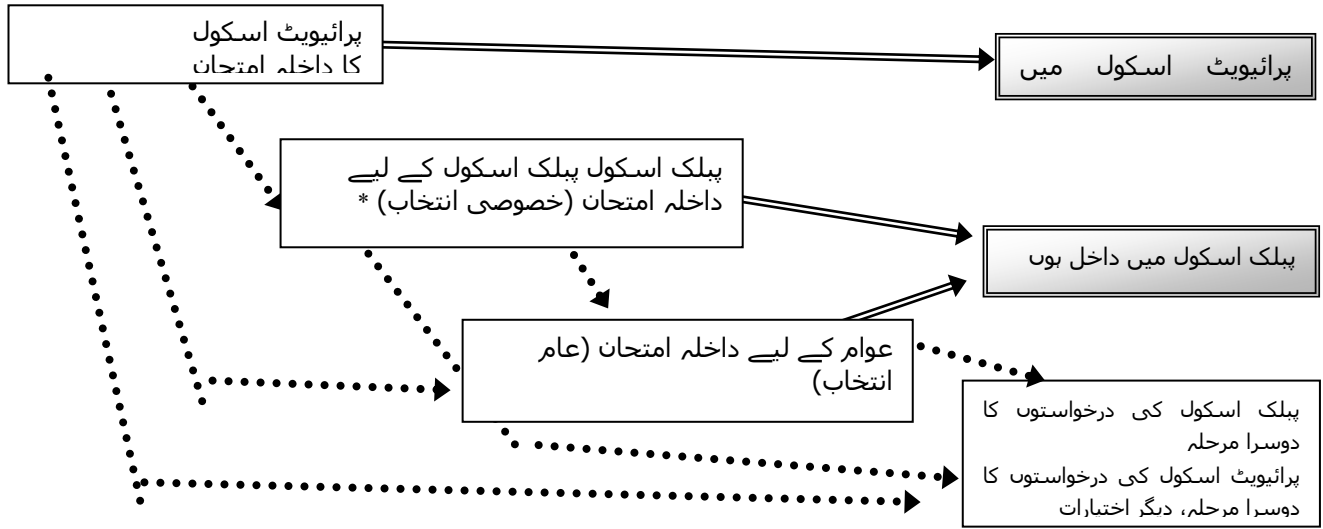 پرائیویٹ اسکول
کا داخلہ امتحان
پرائیویٹ اسکول میں
پبلک اسکول پبلک اسکول کے لیے
داخلہ امتحان (خصوصی انتخاب) *
پبلک اسکول میں داخل ہوں
عوام کے لیے داخلہ امتحان (عام
انتخاب)
پبلک اسکول کی درخواستوں کا
دوسرا مرحلہ
پرائیویٹ اسکول کی درخواستوں کا
دوسرا مرحلہ، دیگر اختیارات